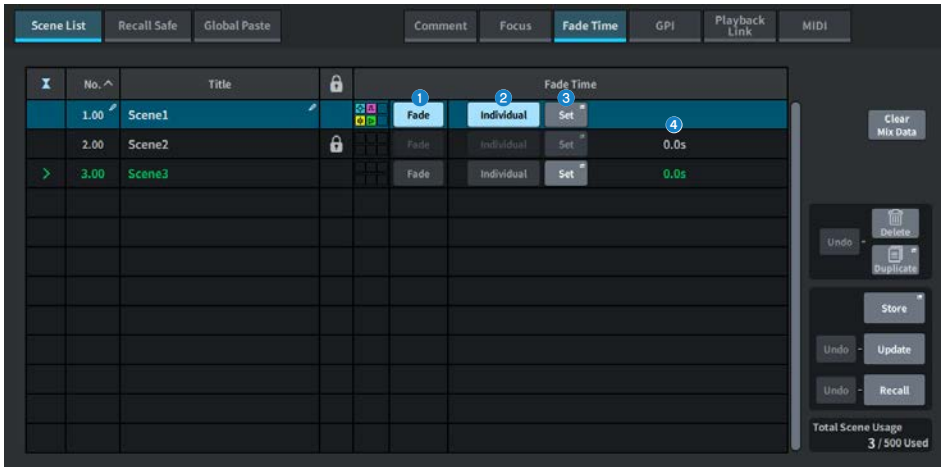 Scene List Recall Safe Global Paste Comment Focus Fade Time GPI Playback Link MIDI
No. Title Fade Time
1 2 3
1.00 Scene1 Fade Individual Set 4
2.00 Scene2 Fade Individual Set 0.0s
3.00 Scene3 Fade Individual Set 0.0s
Clear
Mix Data
Undo - Delete
Duplicate
Store
Undo - Update
Undo - Recall
Total Scene Usage
3 / 500 Used